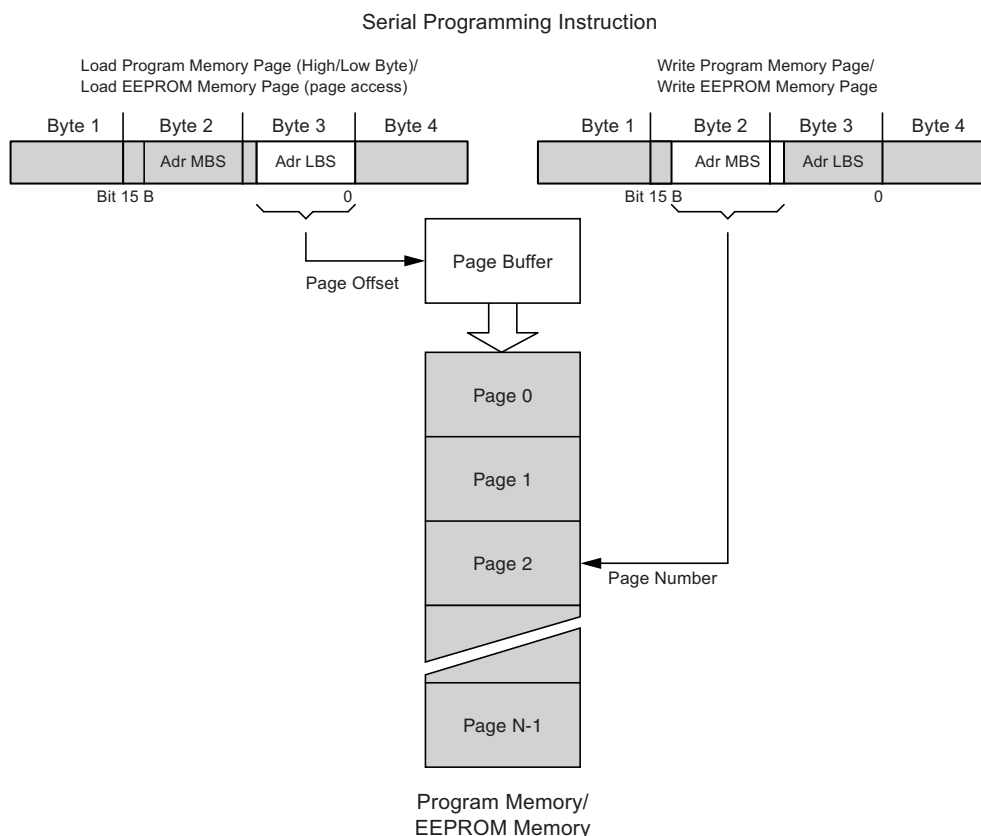 Serial Programming Instruction
Load Program Memory Page (High/Low Byte)/
Load EEPROM Memory Page (page access)
Byte 1
Byte 2
Byte 3
Byte 4
Adr MBS
Adr LBS
Bit 15 B
0
Page Offset
Write Program Memory Page/
Write EEPROM Memory Page
Byte 1
Byte 2
Byte 3
Byte 4
Adr MBS
Adr LBS
Bit 15 B
0
Page Buffer
Page 0
Page 1
Page 2
Page Number
Page N-1
Program Memory/
EEPROM Memory